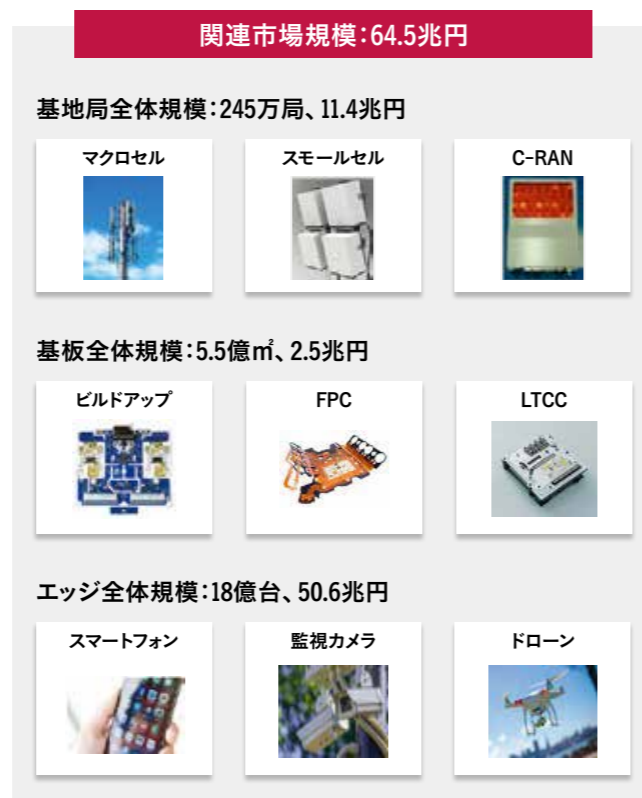 関連市場規模：64.5兆円
基地局全体規模：245万局、11.4兆円
マクロセル
スモールセル
C-RAN
基板全体規模：5.5億㎡、2.5兆円
ビルドアップ
FPC
LTCC
エッジ全体規模：18億台、50.6兆円
スマートフォン
監視カメラ
ドローン